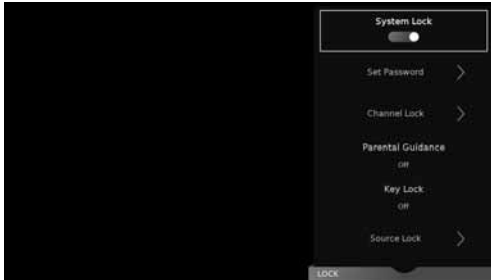 System Lock
Set Password
Channel Lock
Parental Guidance
Off
Key Lock
Off
Source Lock
LOCK